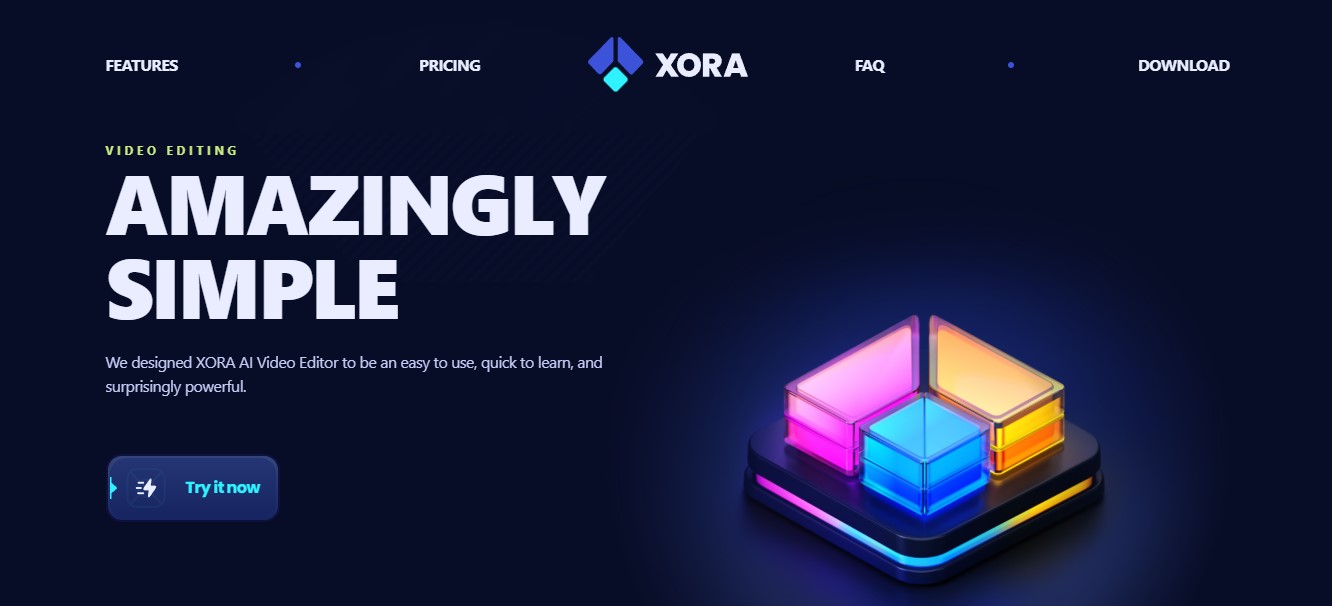 FEATURES
PRICING
XORA
FAQ
DOWNLOAD
VIDEO EDITING
AMAZINGLY
SIMPLE
We designed XORA AI Video Editor to be an easy to use, quick to learn, and
surprisingly powerful.
Try it now